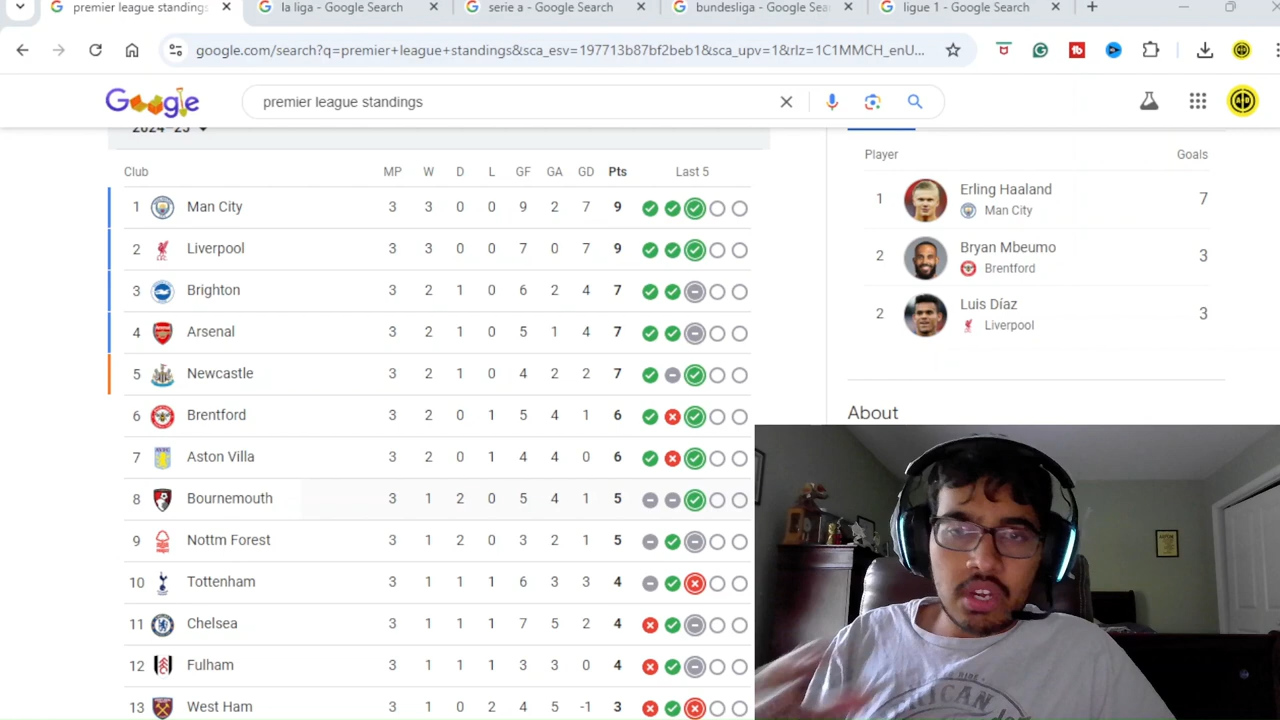 premier league standings
la liga - Google Search
serie a - Google Search
bundesliga - Google Sea
ligue 1 - Google Search
google.com/search?q=premier+league+standings&sca_esv=197713b87bf2beb1&sca_upv=1&rlz=1C1MMCH_enU...
Google
premier league standings
2024–25
Club MP W D L GF GA GD Pts Last 5
1 Man City 3 3 0 0 9 2 7 9
2 Liverpool 3 3 0 0 7 0 7 9
3 Brighton 3 2 1 0 6 2 4 7
4 Arsenal 3 2 1 0 5 1 4 7
5 Newcastle 3 2 1 0 4 2 2 7
6 Brentford 3 2 0 1 5 4 1 6
7 Aston Villa 3 2 0 1 4 4 0 6
8 Bournemouth 3 1 2 0 5 4 1 5
9 Nottm Forest 3 1 2 0 3 2 1 5
10 Tottenham 3 1 1 1 6 3 3 4
11 Chelsea 3 1 1 1 7 5 2 4
12 Fulham 3 1 1 1 3 3 0 4
13 West Ham 3 1 0 2 4 5 -1 3
Player Goals
1 Erling Haaland 7
Man City
2 Bryan Mbeumo 3
Brentford
2 Luis Díaz 3
Liverpool
About